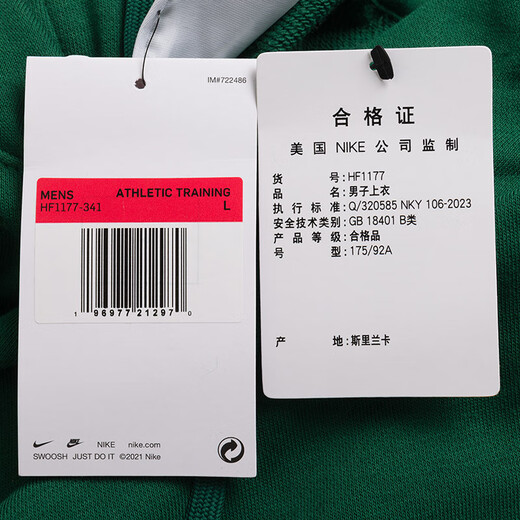 IM#722486
MENS ATHLETIC TRAINING
HF1177-341 L
1 96977 21297 0
NIKE nike.com
SWOOSH JUST DO IT ©2021 Nike
合格证
美国 NIKE 公司监制
货 号: HF1177
品 名: 男子上衣
执行标准: Q/320585 NKY 106-2023
安全技术类别: GB 18401 B类
产品等级: 合格品
号 型: 175/92A
产 地: 斯里兰卡